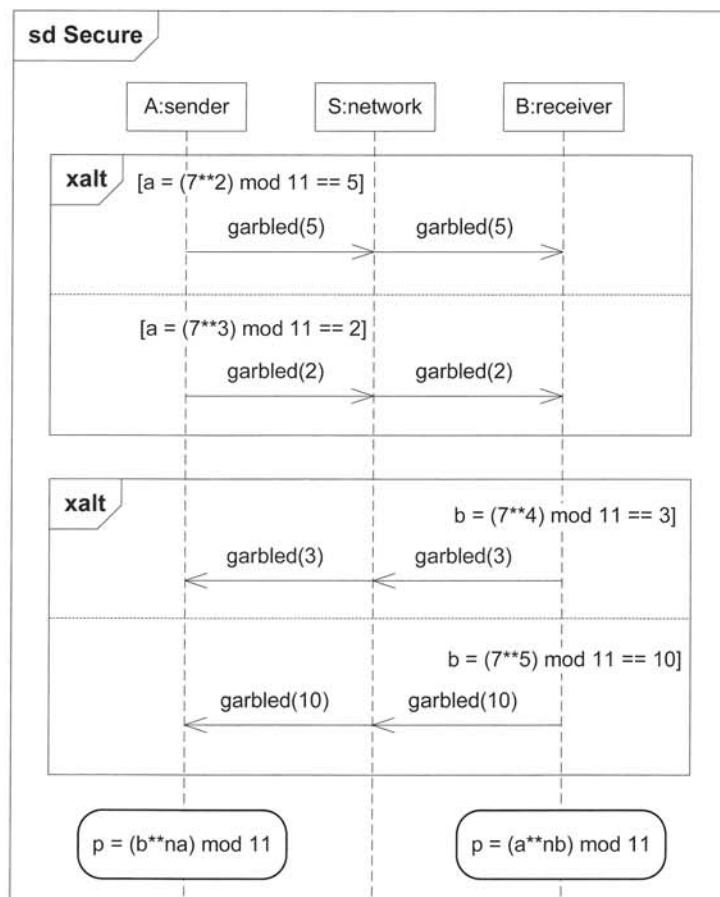 sd Secure
A:sender
S:network
B:receiver
xalt
[a = (7**2) mod 11 == 5]
garbled(5)
garbled(5)
[a = (7**3) mod 11 == 2]
garbled(2)
garbled(2)
xalt
b = (7**4) mod 11 == 3]
garbled(3)
garbled(3)
b = (7**5) mod 11 == 10]
garbled(10)
garbled(10)
p = (b**na) mod 11
p = (a**nb) mod 11